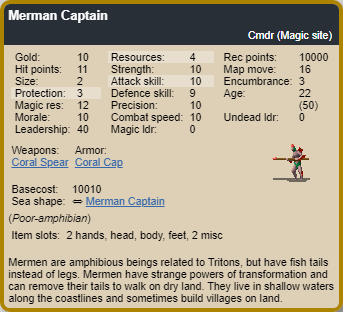 Merman Captain
Cmdr (Magic site)
Gold: 10 Resources: 4 Rec points: 10000
Hit points: 11 Strength: 10 Map move: 16
Size: 2 Attack skill: 10 Encumbrance: 3
Protection: 3 Defence skill: 9 Age: 22
Magic res: 12 Precision: 10 (50)
Morale: 10 Combat speed: 10 Undead ldr: 0
Leadership: 40 Magic ldr: 0
Weapons: Armor:
Coral Spear Coral Cap
Basecost: 10010
Sea shape: ⇔ Merman Captain
(Poor-amphibian)
Item slots: 2 hands, head, body, feet, 2 misc
Mermen are amphibious beings related to Tritons, but have fish tails
instead of legs. Mermen have strong powers of transformation and
can remove their tails to walk on dry land. They live in shallow waters
along the coastlines and sometimes build villages on land.